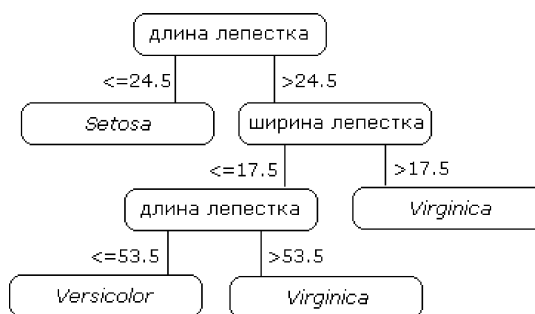 длина лепестка
<=24.5 >24.5
Setosa ширина лепестка
<=17.5 >17.5
длина лепестка Virginica
<=53.5 >53.5
Versicolor Virginica